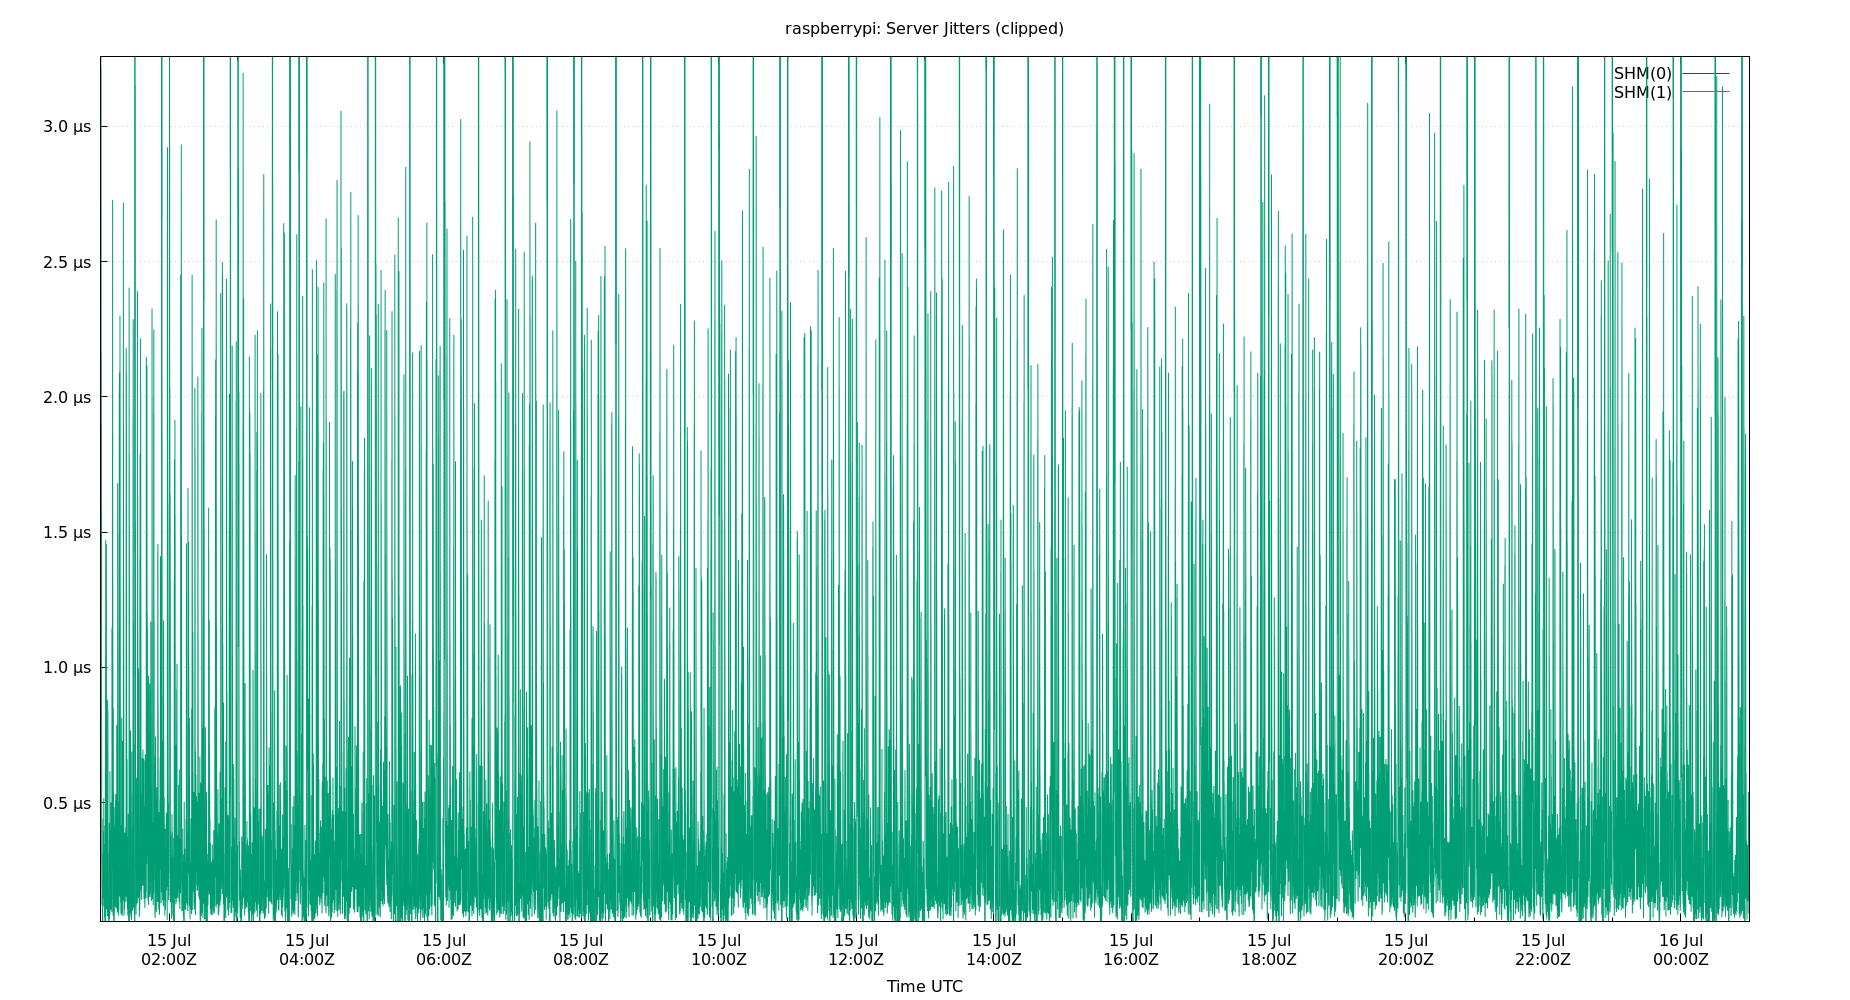 raspberrypi: Server Jitters (clipped)
SHM(0)
SHM(1)
3.0 µs
2.5 µs
2.0 µs
1.5 µs
1.0 µs
0.5 µs
15 Jul 15 Jul 15 Jul 15 Jul 15 Jul 15 Jul 15 Jul 15 Jul 15 Jul 15 Jul 15 Jul 16 Jul
02:00Z 04:00Z 06:00Z 08:00Z 10:00Z 12:00Z 14:00Z 16:00Z 18:00Z 20:00Z 22:00Z 00:00Z
Time UTC